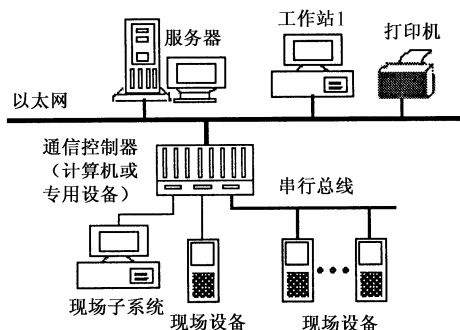 服务器
工作站1
打印机
以太网
通信控制器
(计算机或
专用设备)
串行总线
现场子系统
现场设备
现场设备